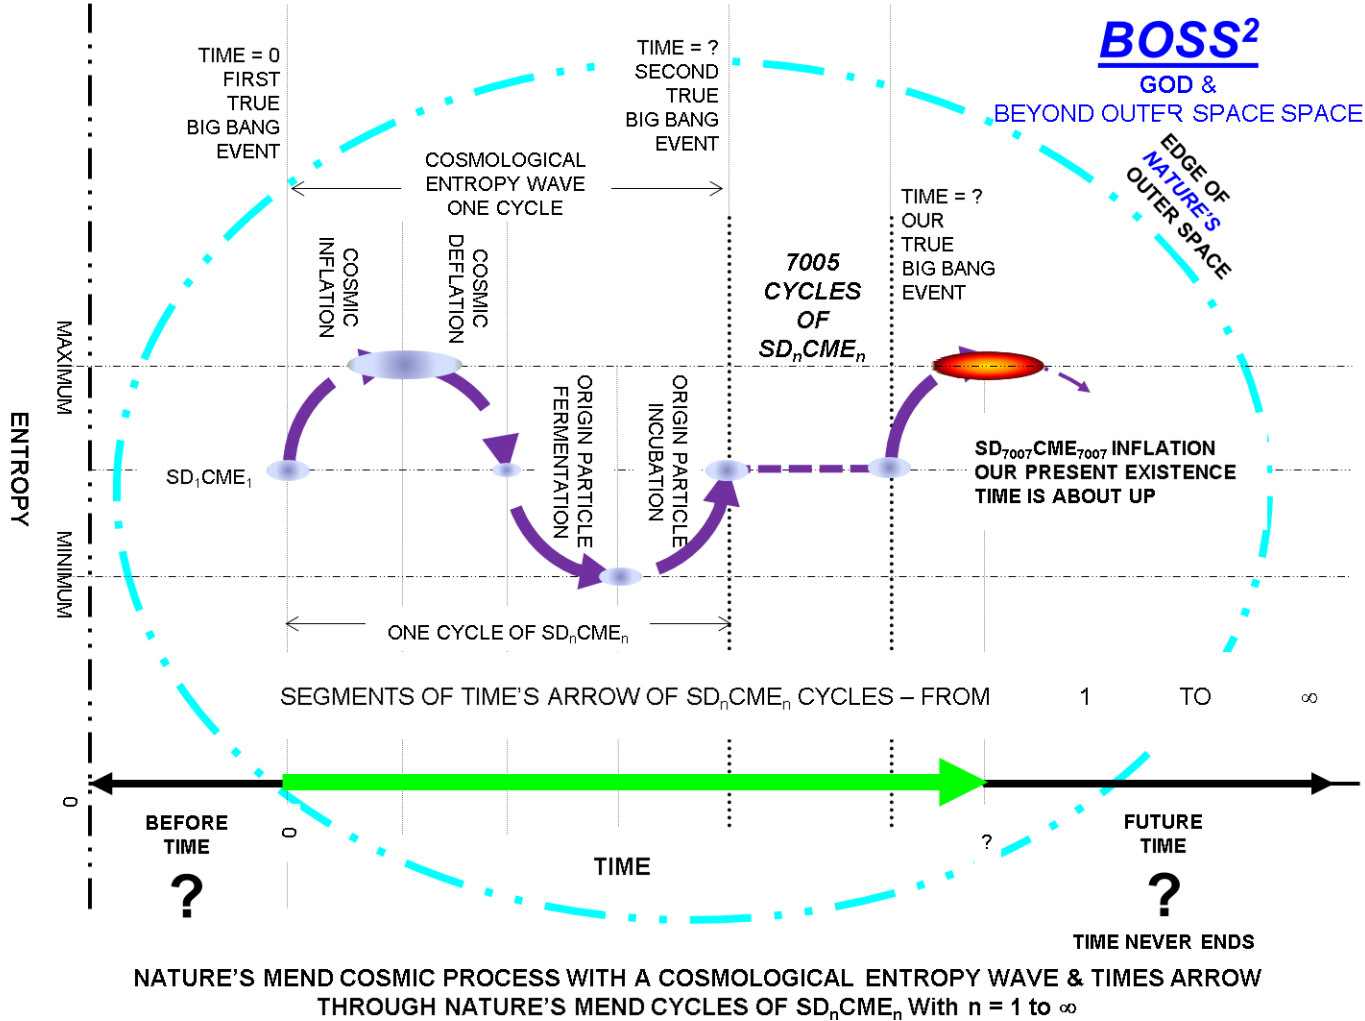 BOSS²
GOD &
BEYOND OUTER SPACE SPACE
EDGE OF
NATURE'S
OUTER SPACE
TIME = 0
FIRST
TRUE
BIG BANG
EVENT
TIME = ?
SECOND
TRUE
BIG BANG
EVENT
COSMOLOGICAL
ENTROPY WAVE
ONE CYCLE
TIME = ?
OUR
TRUE
BIG BANG
EVENT
COSMIC
INFLATION
COSMIC
DEFLATION
7005
CYCLES
OF
SDₙCMEₙ
ORIGIN PARTICLE
FERMENTATION
ORIGIN PARTICLE
INCUBATION
ENTROPY
MAXIMUM
MINIMUM
0
SD₁CME₁
SD₇₀₀₇CME₇₀₀₇ INFLATION
OUR PRESENT EXISTENCE
TIME IS ABOUT UP
ONE CYCLE OF SDₙCMEₙ
SEGMENTS OF TIME'S ARROW OF SDₙCMEₙ CYCLES – FROM 1 TO ∞
BEFORE
TIME
?
0
TIME
?
FUTURE
TIME
?
TIME NEVER ENDS
NATURE'S MEND COSMIC PROCESS WITH A COSMOLOGICAL ENTROPY WAVE & TIMES ARROW
THROUGH NATURE'S MEND CYCLES OF SDₙCMEₙ With n = 1 to ∞